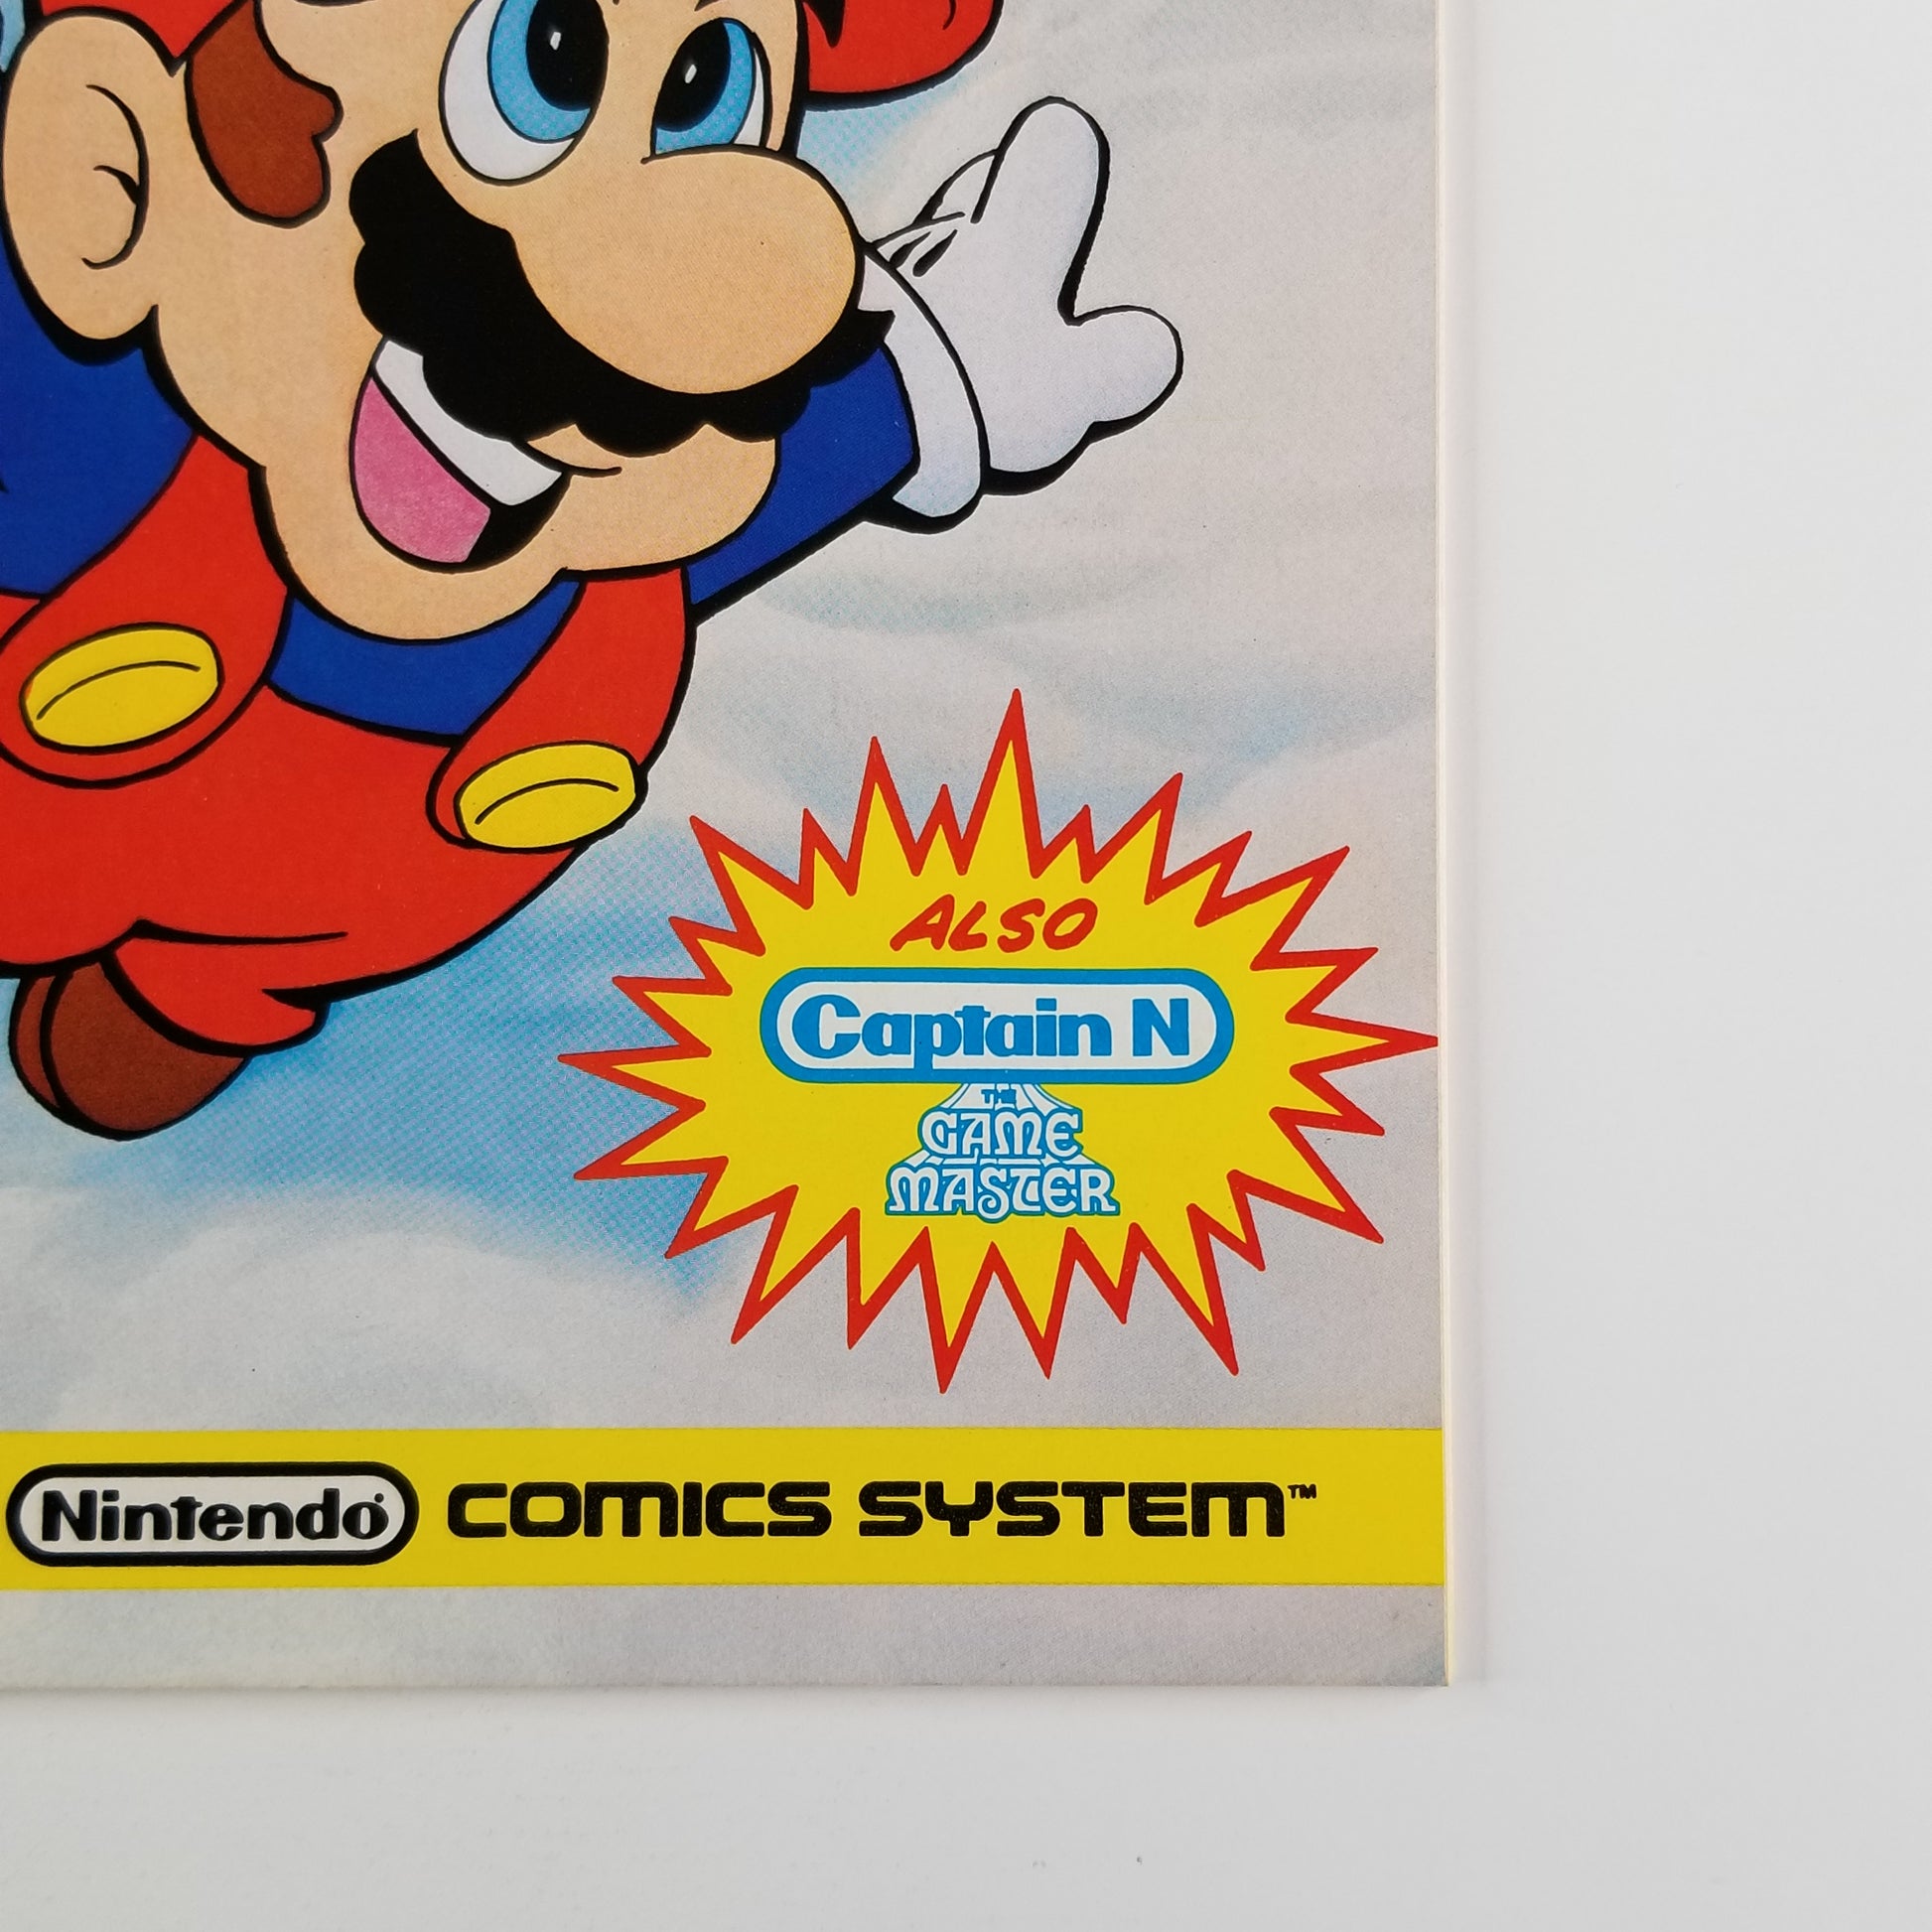 ALSO
Captain N
THE
GAME
MASTER
Nintendo® COMICS SYSTEM™